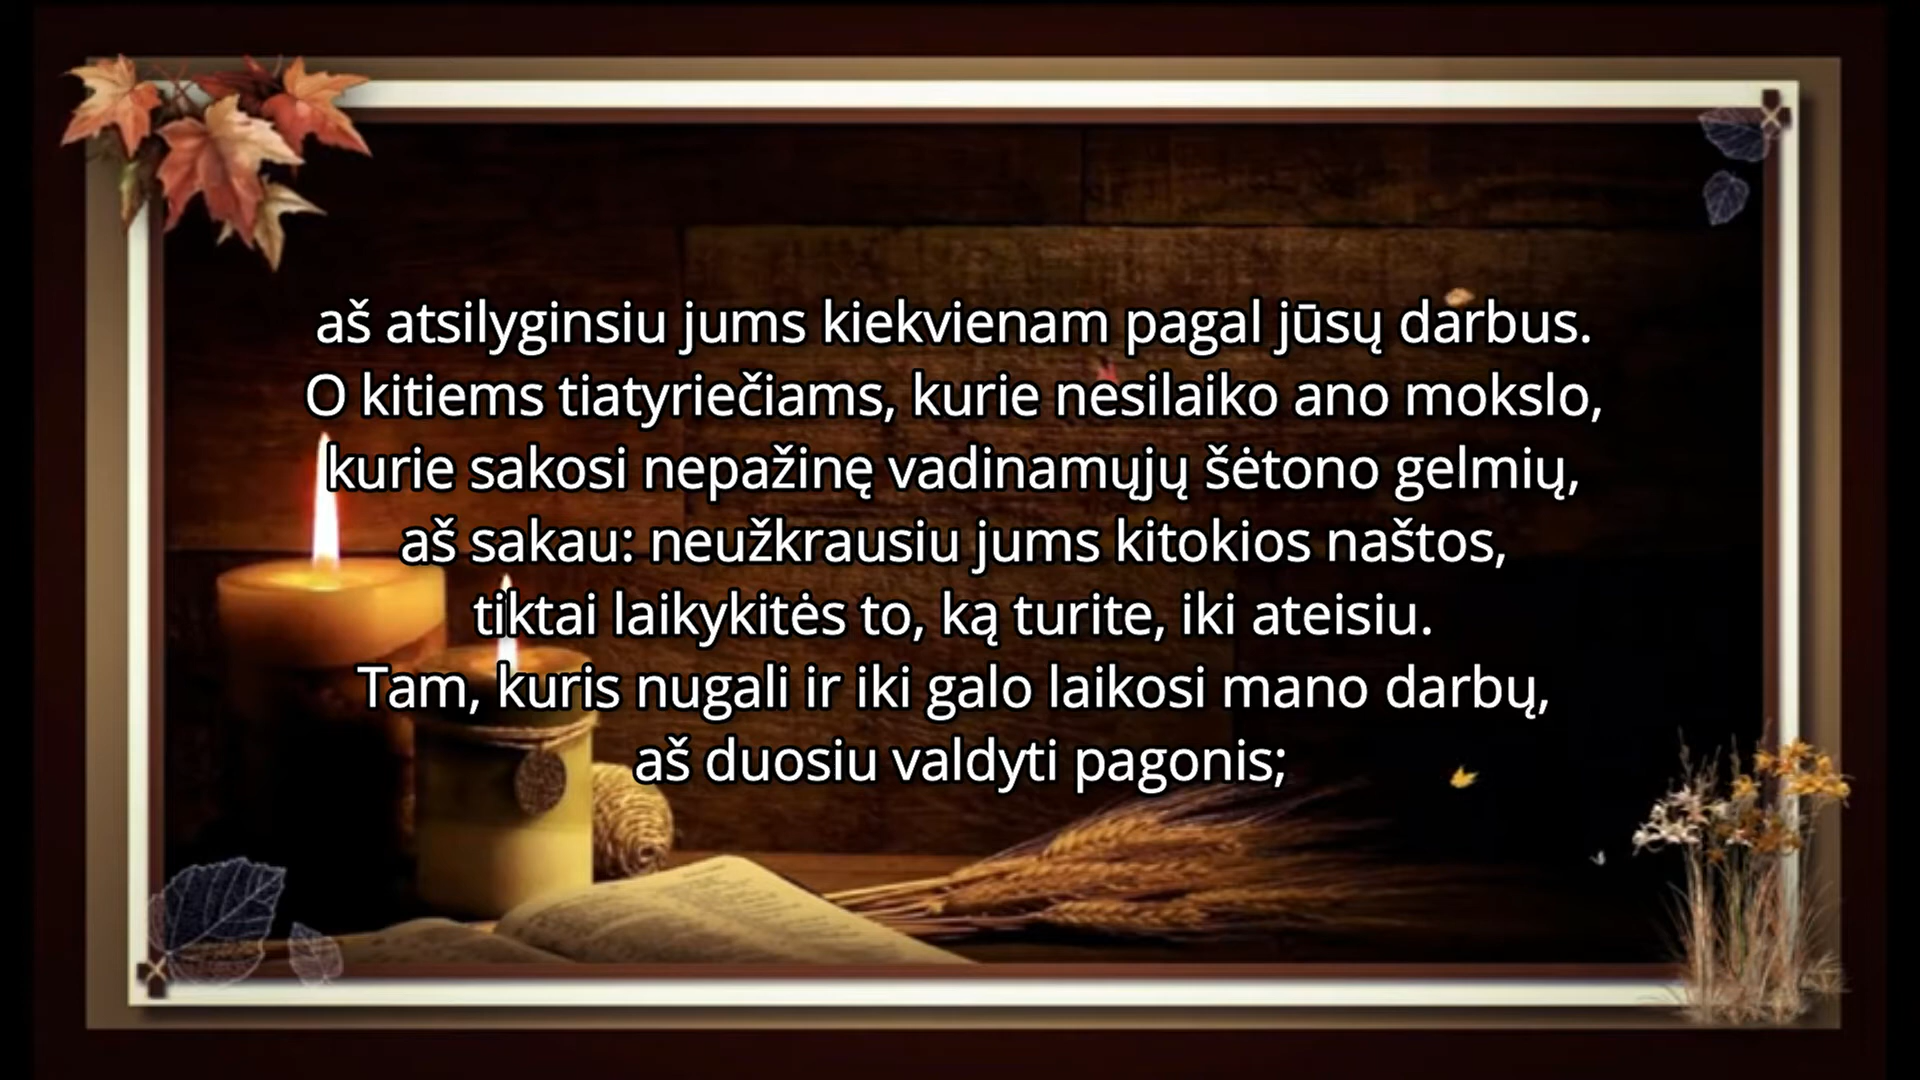 aš atsilyginsiu jums kiekvienam pagal jūsų darbus.
O kitiems tiatyriečiams, kurie nesilaiko ano mokslo,
kurie sakosi nepažinę vadinamųjų šėtono gelmių,
aš sakau: neužkrausiu jums kitokios naštos,
tiktai laikykitės to, ką turite, iki ateisiu.
Tam, kuris nugali ir iki galo laikosi mano darbų,
aš duosiu valdyti pagonis;